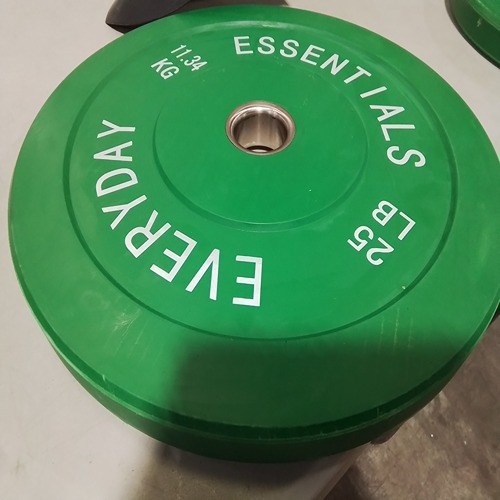 EVERYDAY
ESSENTIALS
25
LB
11.34
KG